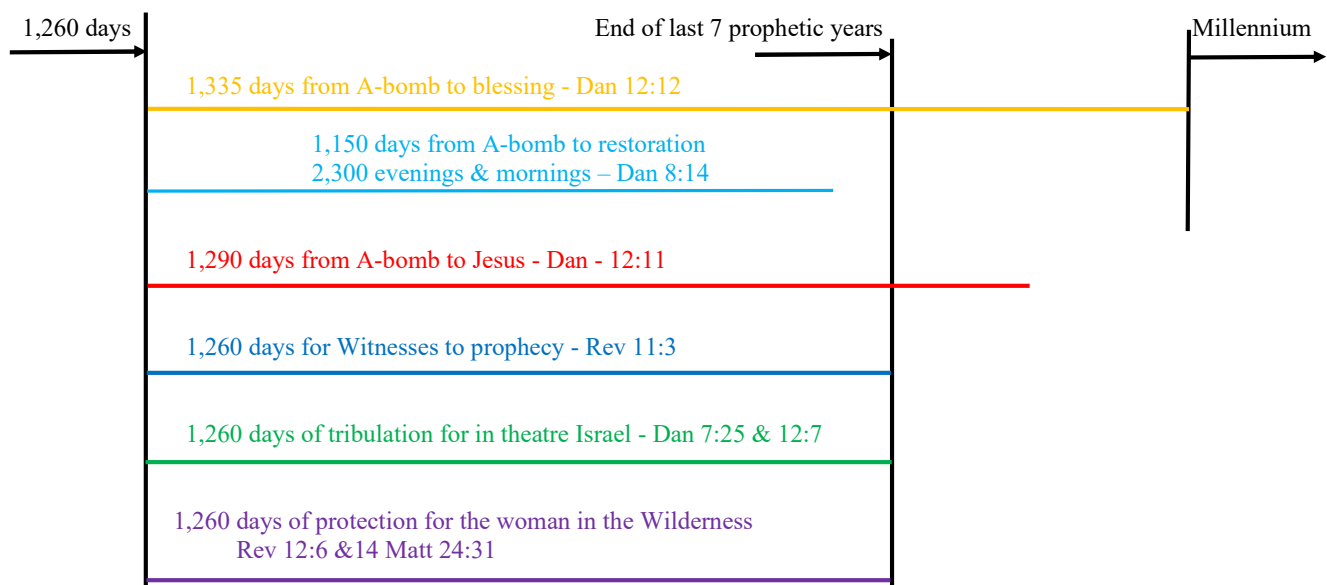 1,260 days
End of last 7 prophetic years
Millennium
1,335 days from A-bomb to blessing - Dan 12:12
1,150 days from A-bomb to restoration
2,300 evenings & mornings – Dan 8:14
1,290 days from A-bomb to Jesus - Dan - 12:11
1,260 days for Witnesses to prophecy - Rev 11:3
1,260 days of tribulation for in theatre Israel - Dan 7:25 & 12:7
1,260 days of protection for the woman in the Wilderness
Rev 12:6 &14 Matt 24:31